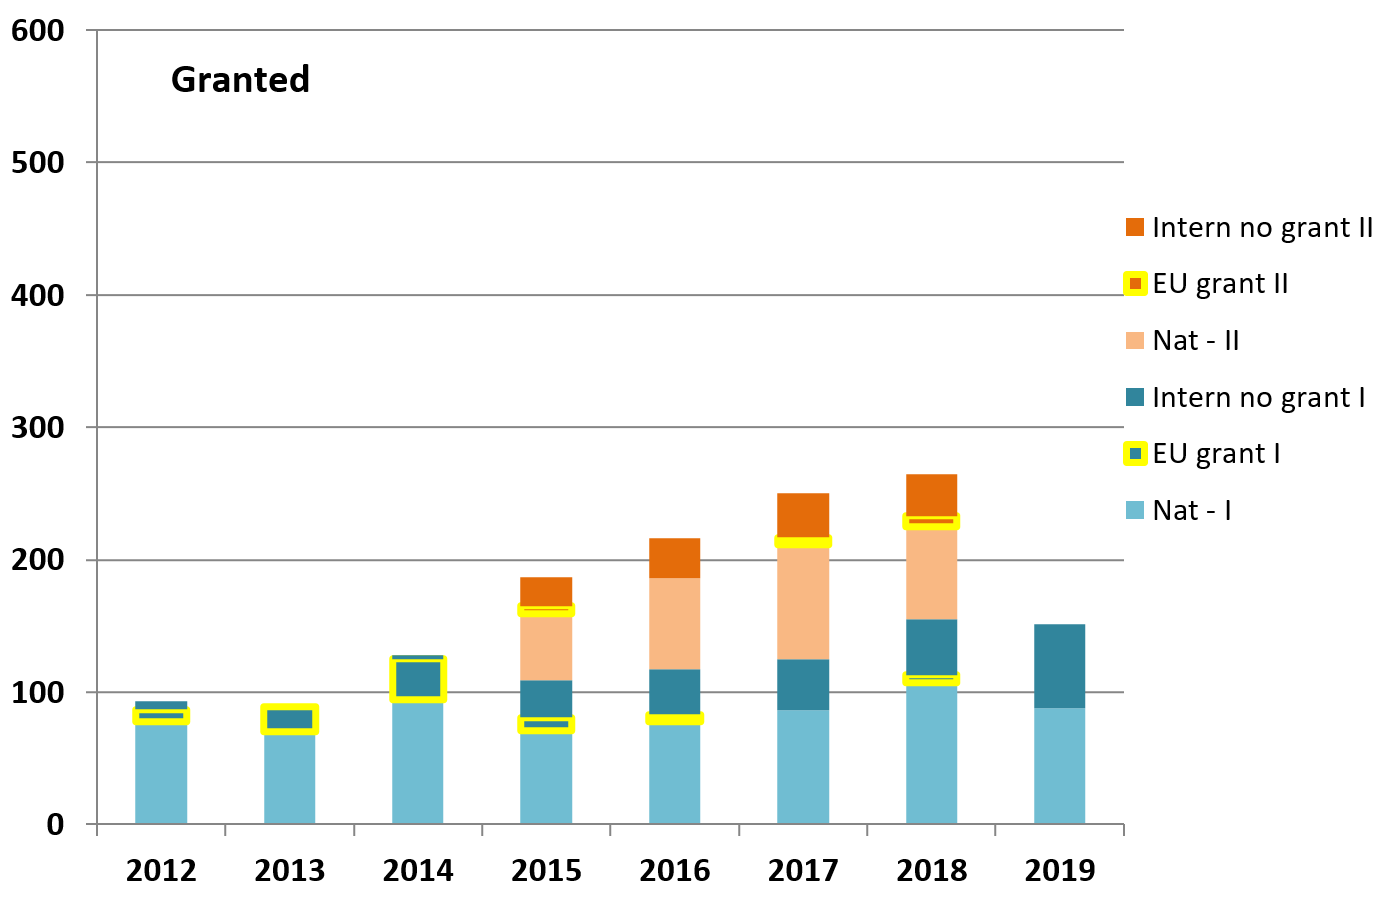 600
Granted
500
400
300
200
100
0
2012 2013 2014 2015 2016 2017 2018 2019
Intern no grant II
EU grant II
Nat - II
Intern no grant I
EU grant I
Nat - I